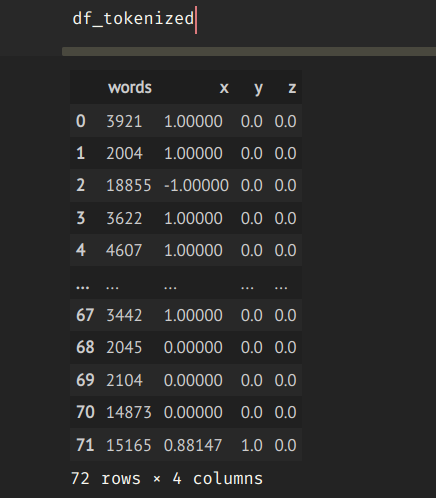 df_tokenized
words x y z
0 3921 1.00000 0.0 0.0
1 2004 1.00000 0.0 0.0
2 18855 -1.00000 0.0 0.0
3 3622 1.00000 0.0 0.0
4 4607 1.00000 0.0 0.0
... ... ... ... ...
67 3442 1.00000 0.0 0.0
68 2045 0.00000 0.0 0.0
69 2104 0.00000 0.0 0.0
70 14873 0.00000 0.0 0.0
71 15165 0.88147 1.0 0.0
72 rows × 4 columns